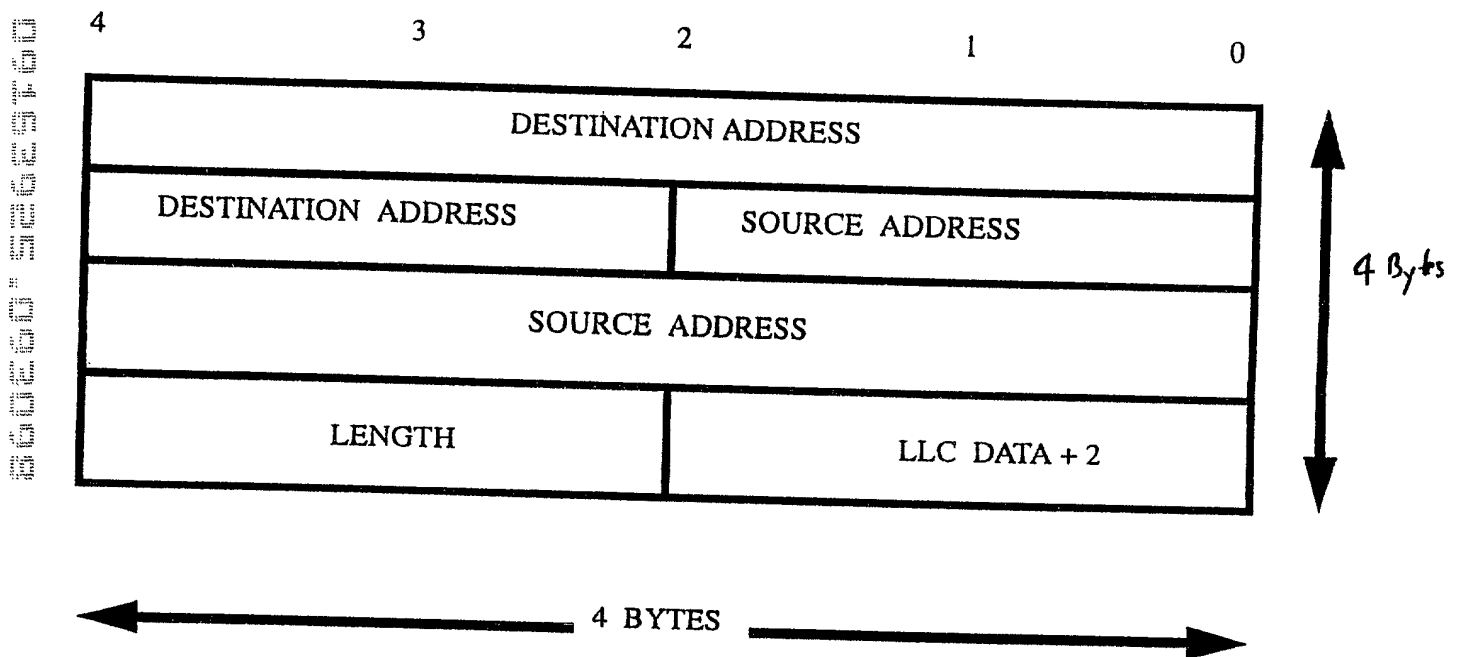 4 3 2 1 0
DESTINATION ADDRESS
DESTINATION ADDRESS SOURCE ADDRESS
4 Byts
SOURCE ADDRESS
LENGTH LLC DATA + 2
4 BYTES